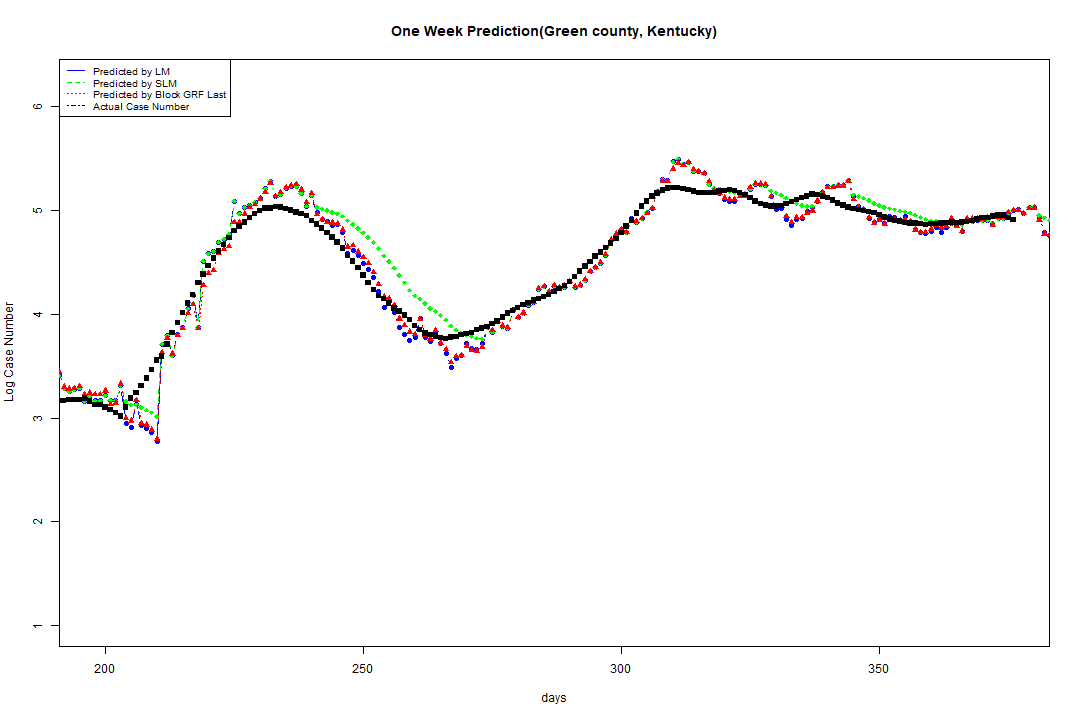 One Week Prediction(Green county, Kentucky)
Predicted by LM
Predicted by SLM
Predicted by Block GRF Last
Actual Case Number
6
5
4
3
2
1
Log Case Number
200 250 300 350
days